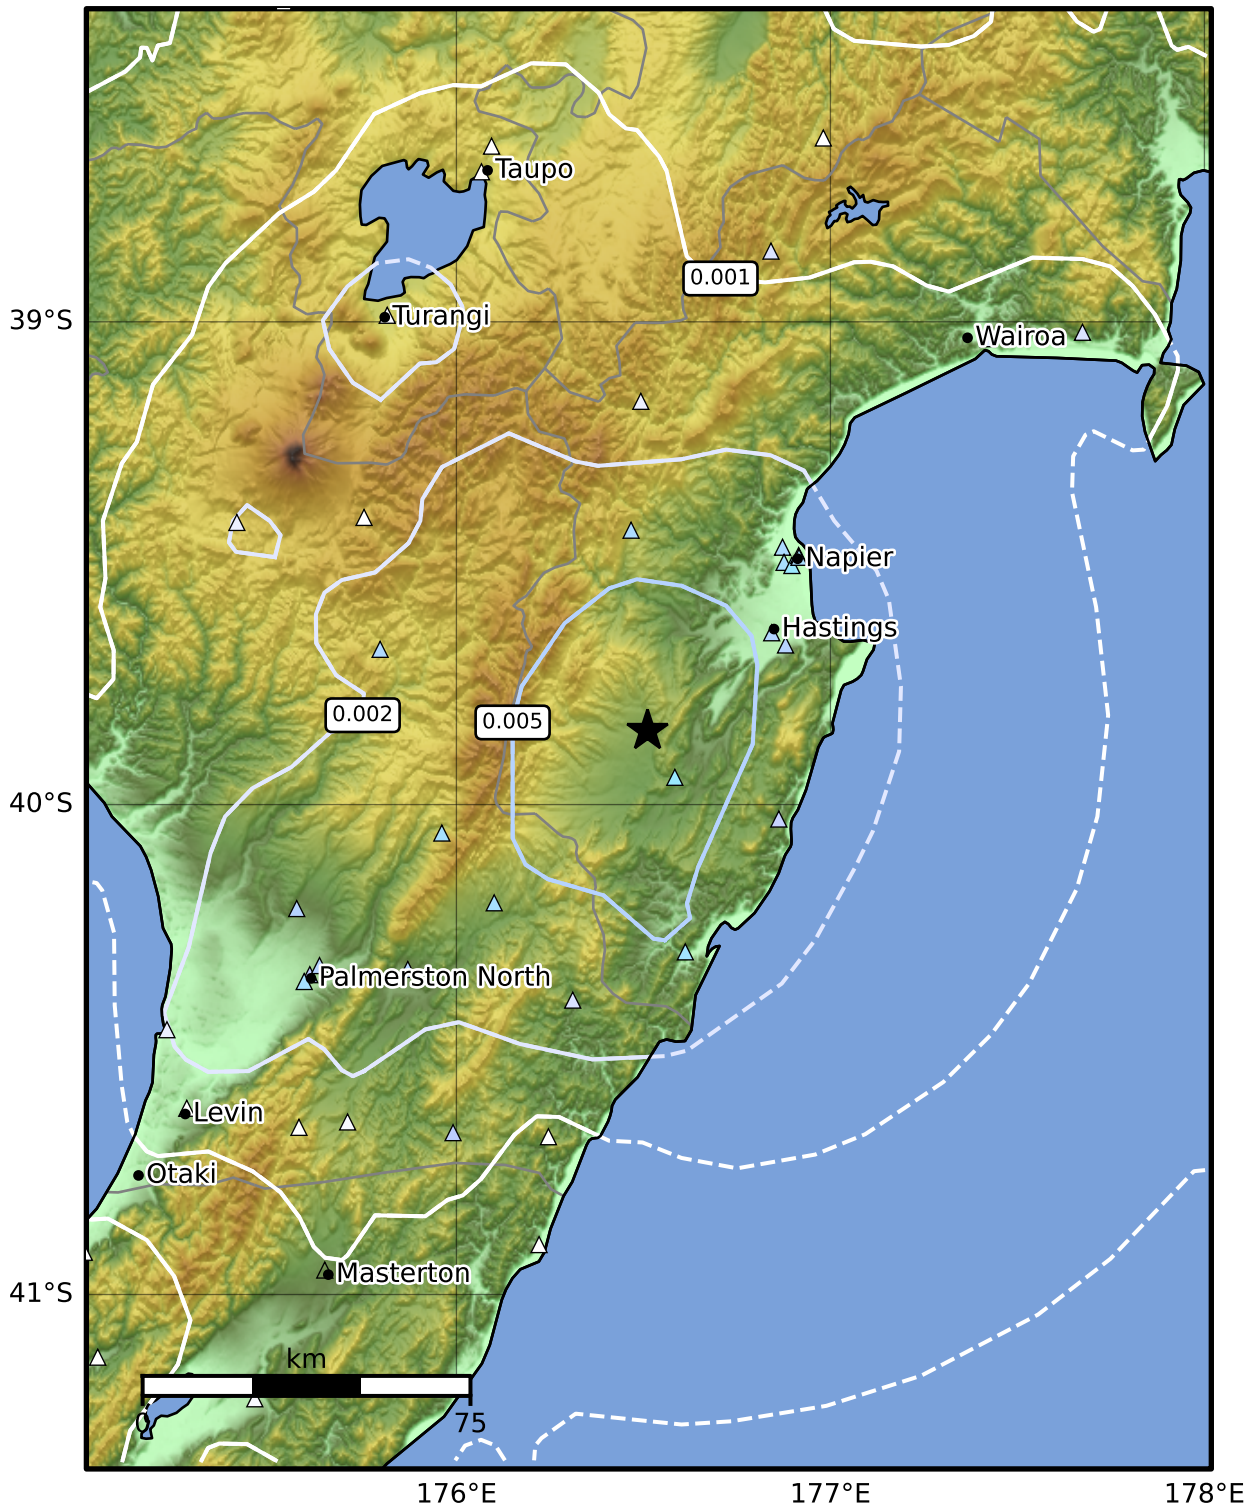 Taupo
0.001
39°S
Turangi
Wairoa
Napier
Hastings
0.002
0.005
40°S
Palmerston North
Levin
Otaki
Masterton
41°S
km
0
75
176°E
177°E
178°E